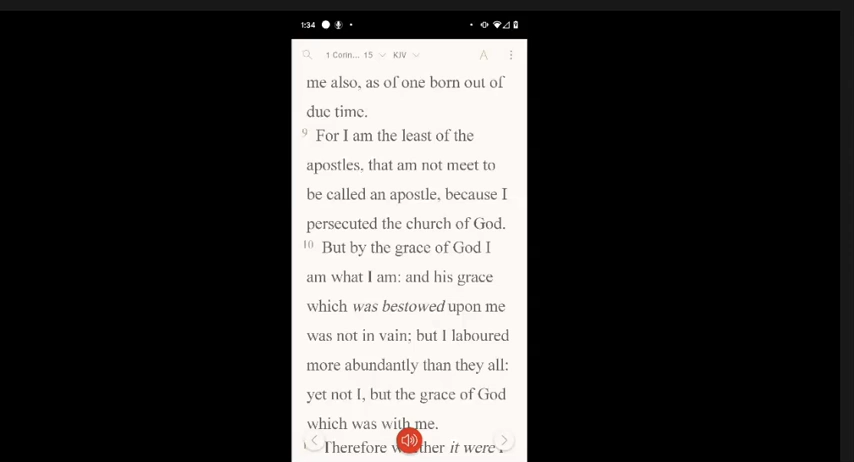 1:34
1 Corin... 15 KJV A
me also, as of one born out of
due time.
9 For I am the least of the
apostles, that am not meet to
be called an apostle, because I
persecuted the church of God.
10 But by the grace of God I
am what I am: and his grace
which was bestowed upon me
was not in vain; but I laboured
more abundantly than they all:
yet not I, but the grace of God
which was with me.
Therefore it were I